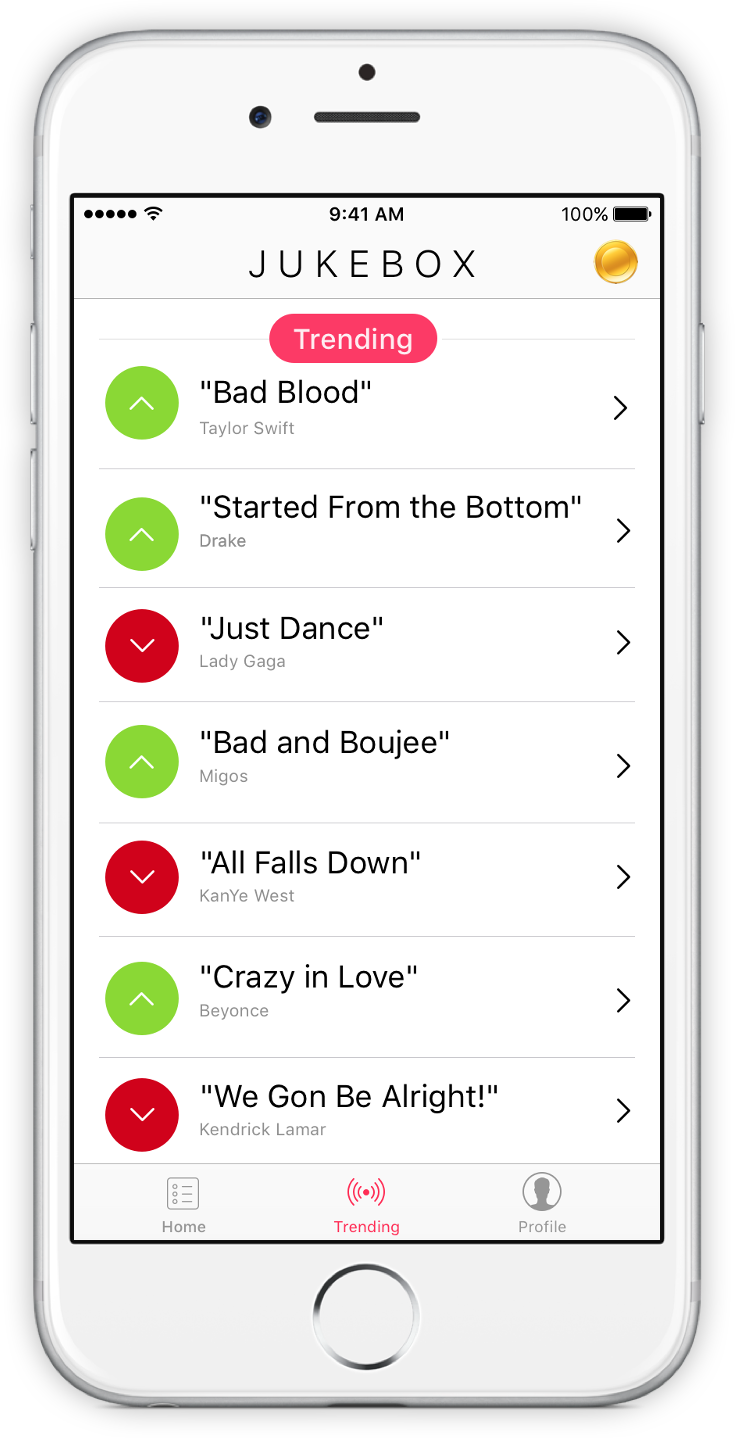 9:41 AM 100%
JUKEBOX
Trending
"Bad Blood"
Taylor Swift
"Started From the Bottom"
Drake
"Just Dance"
Lady Gaga
"Bad and Boujee"
Migos
"All Falls Down"
KanYe West
"Crazy in Love"
Beyonce
"We Gon Be Alright!"
Kendrick Lamar
Home Trending Profile